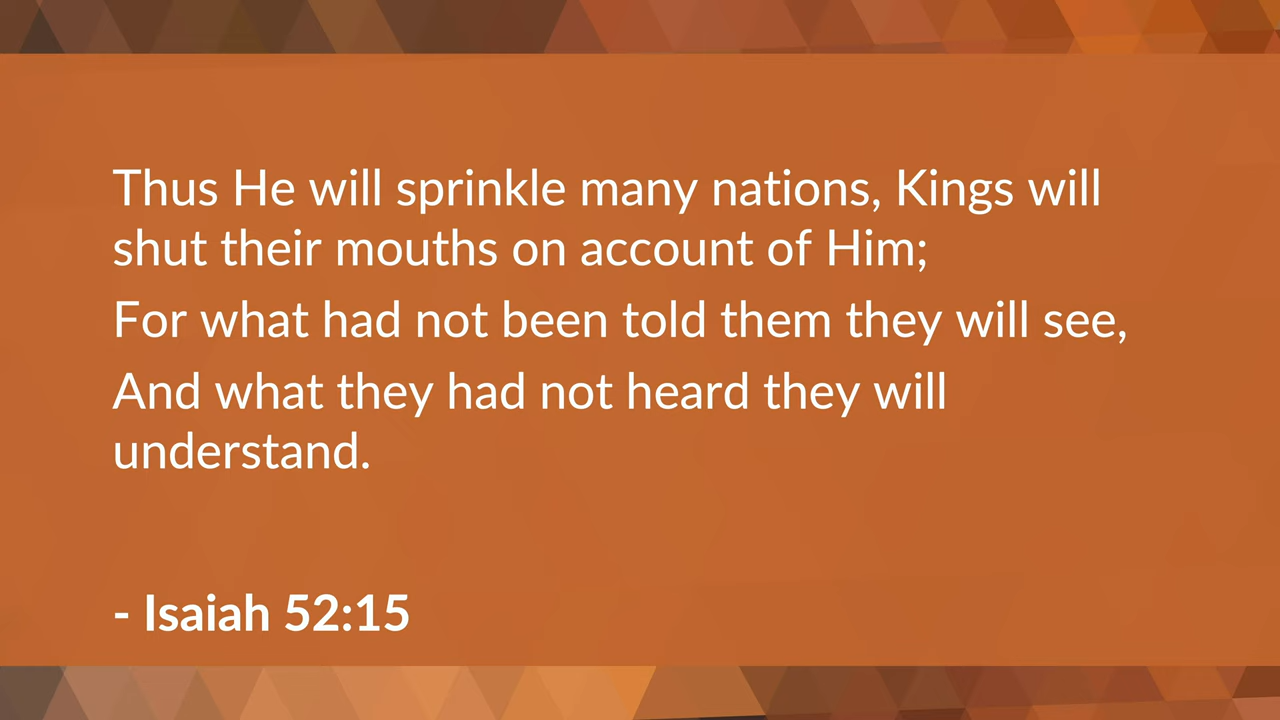 Thus He will sprinkle many nations, Kings will
shut their mouths on account of Him;
For what had not been told them they will see,
And what they had not heard they will
understand.
- Isaiah 52:15